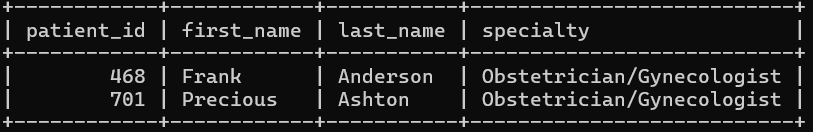 +------------+------------+-----------+---------------------------+
| patient_id | first_name | last_name | specialty                 |
+------------+------------+-----------+---------------------------+
|        468 | Frank      | Anderson  | Obstetrician/Gynecologist |
|        701 | Precious   | Ashton    | Obstetrician/Gynecologist |
+------------+------------+-----------+---------------------------+